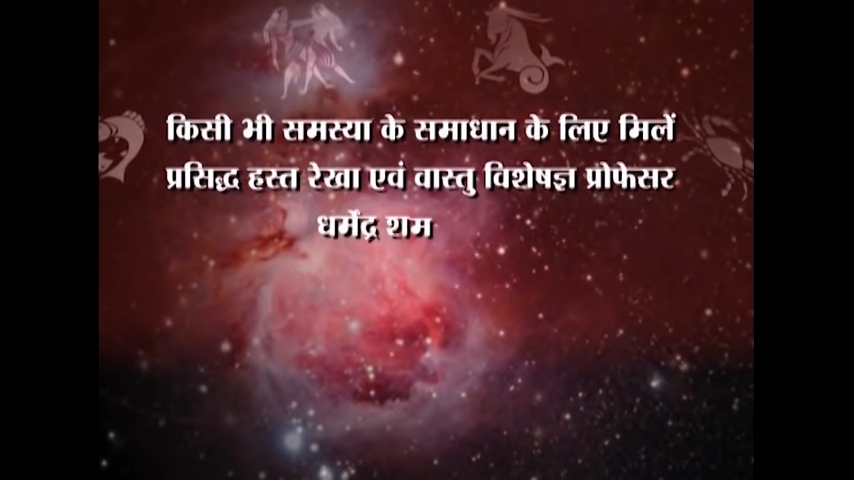 किसी भी समस्या के समाधान के लिए मिलें
प्रसिद्ध हस्त रेखा एवं वास्तु विशेषज्ञ प्रोफेसर
धर्मेंद्र शम